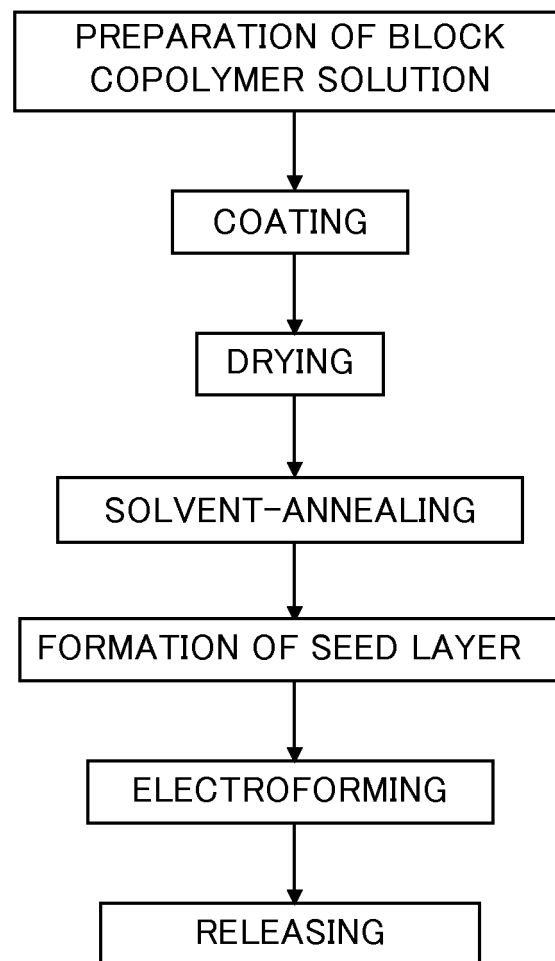 PREPARATION OF BLOCK
COPOLYMER SOLUTION
COATING
DRYING
SOLVENT-ANNEALING
FORMATION OF SEED LAYER
ELECTROFORMING
RELEASING